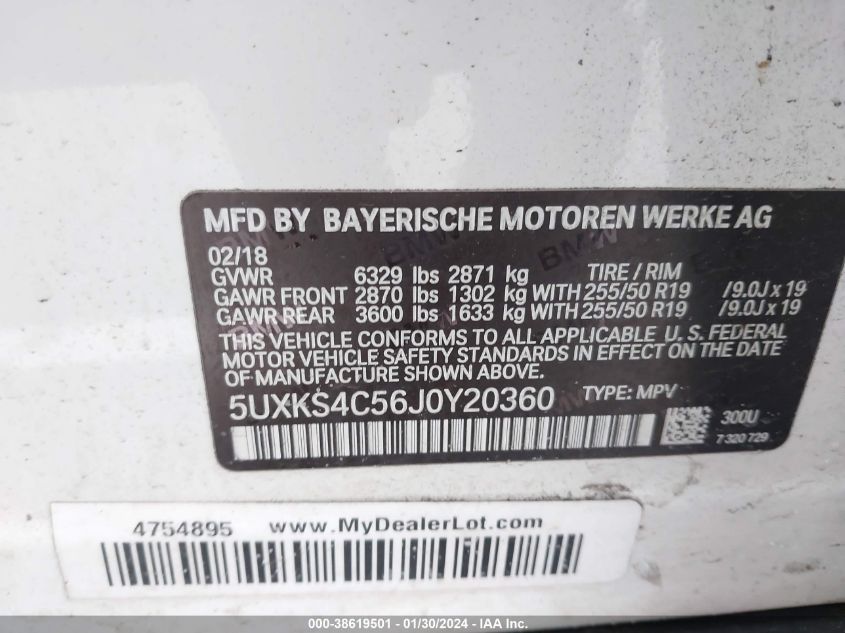 MFD BY BAYERISCHE MOTOREN WERKE AG
02/18
GVWR 6329 lbs 2871 kg TIRE / RIM
GAWR FRONT 2870 lbs 1302 kg WITH 255/50 R19 /9.0J x 19
GAWR REAR 3600 lbs 1633 kg WITH 255/50 R19 /9.0J x 19
THIS VEHICLE CONFORMS TO ALL APPLICABLE U. S. FEDERAL
MOTOR VEHICLE SAFETY STANDARDS IN EFFECT ON THE DATE
OF MANUFACTURE SHOWN ABOVE.
5UXKS4C56J0Y20360 TYPE: MPV
300U
7 320 729
4754895 www.MyDealerLot.com
000-38619501 - 01/30/2024 - IAA Inc.